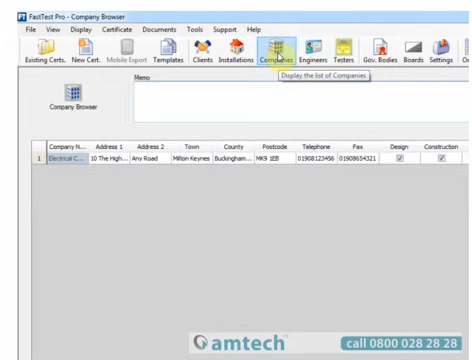 FastTest Pro - Company Browser
File View Display Certificate Documents Tools Support Help
Existing Certs. New Cert. Mobile Export Templates Clients Installations Companies Engineers Testers Gov. Bodies Boards Settings
Display the list of Companies
Memo
Company Browser
Company N... Address 1 Address 2 Town County Postcode Telephone Fax Design Construction
1 Electrical C... 10 The High... Any Road Milton Keynes Buckingham... MK9 1EB 01908123456 01908654321
amtech™ call 0800 028 28 28